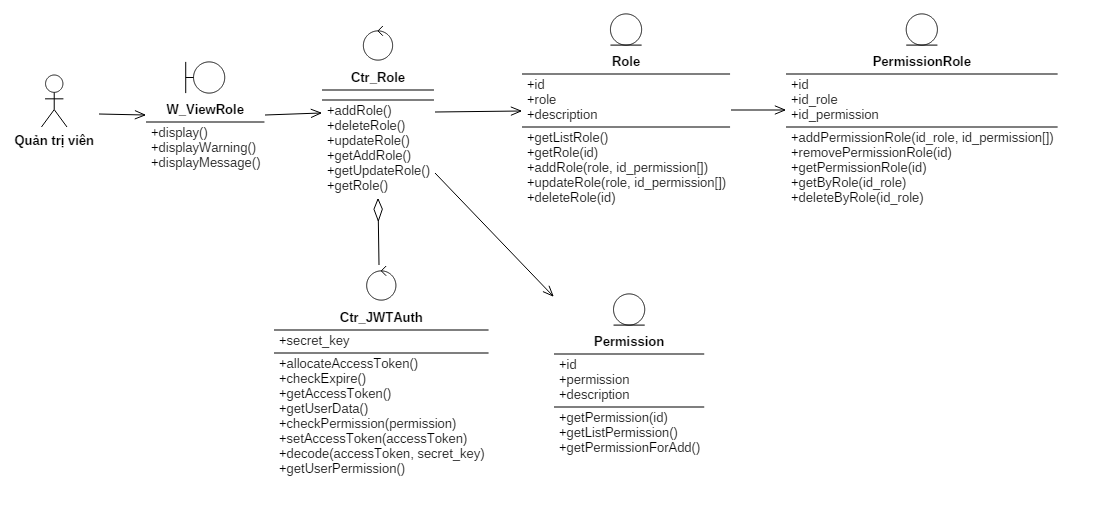 Quản trị viên
W_ViewRole
+display()
+displayWarning()
+displayMessage()
Ctr_Role
+addRole()
+deleteRole()
+updateRole()
+getAddRole()
+getUpdateRole()
+getRole()
Role
+id
+role
+description
+getListRole()
+getRole(id)
+addRole(role, id_permission[])
+updateRole(role, id_permission[])
+deleteRole(id)
PermissionRole
+id
+id_role
+id_permission
+addPermissionRole(id_role, id_permission[])
+removePermissionRole(id)
+getPermissionRole(id)
+getByRole(id_role)
+deleteByRole(id_role)
Ctr_JWTAuth
+secret_key
+allocateAccessToken()
+checkExpire()
+getAccessToken()
+getUserData()
+checkPermission(permission)
+setAccessToken(accessToken)
+decode(accessToken, secret_key)
+getUserPermission()
Permission
+id
+permission
+description
+getPermission(id)
+getListPermission()
+getPermissionForAdd()